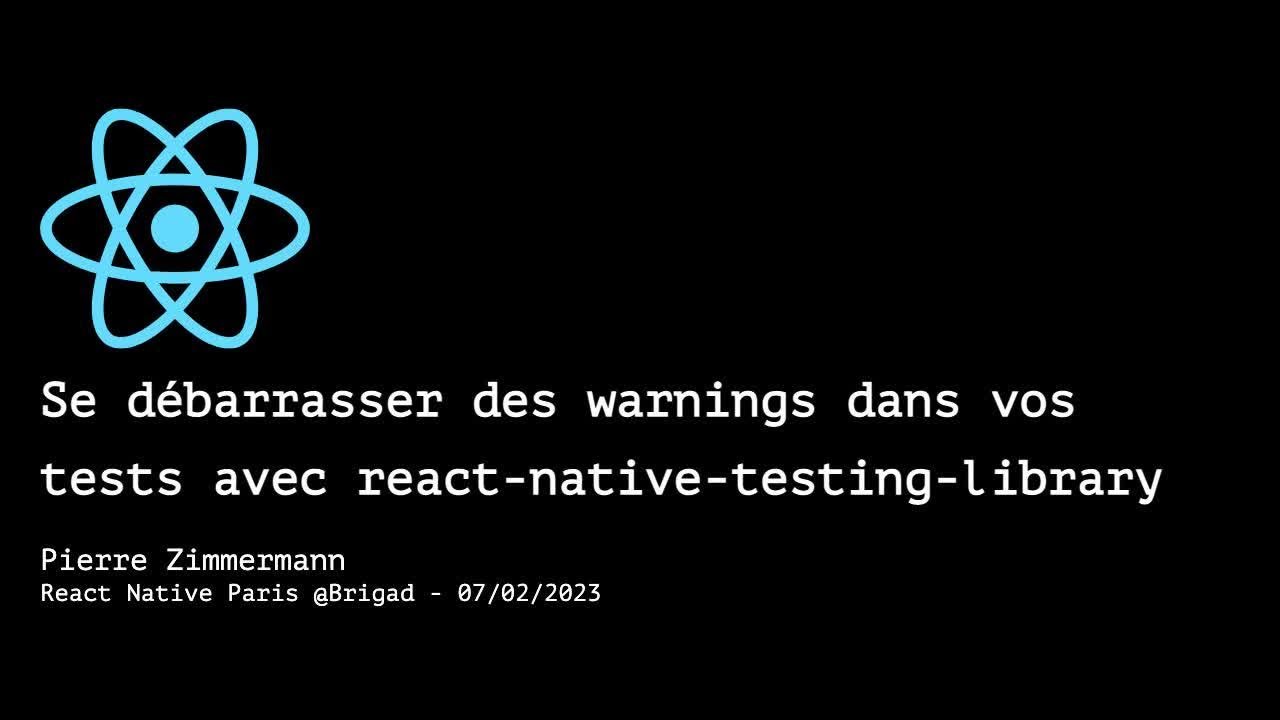 Se débarrasser des warnings dans vos
tests avec react-native-testing-library
Pierre Zimmermann
React Native Paris @Brigad - 07/02/2023